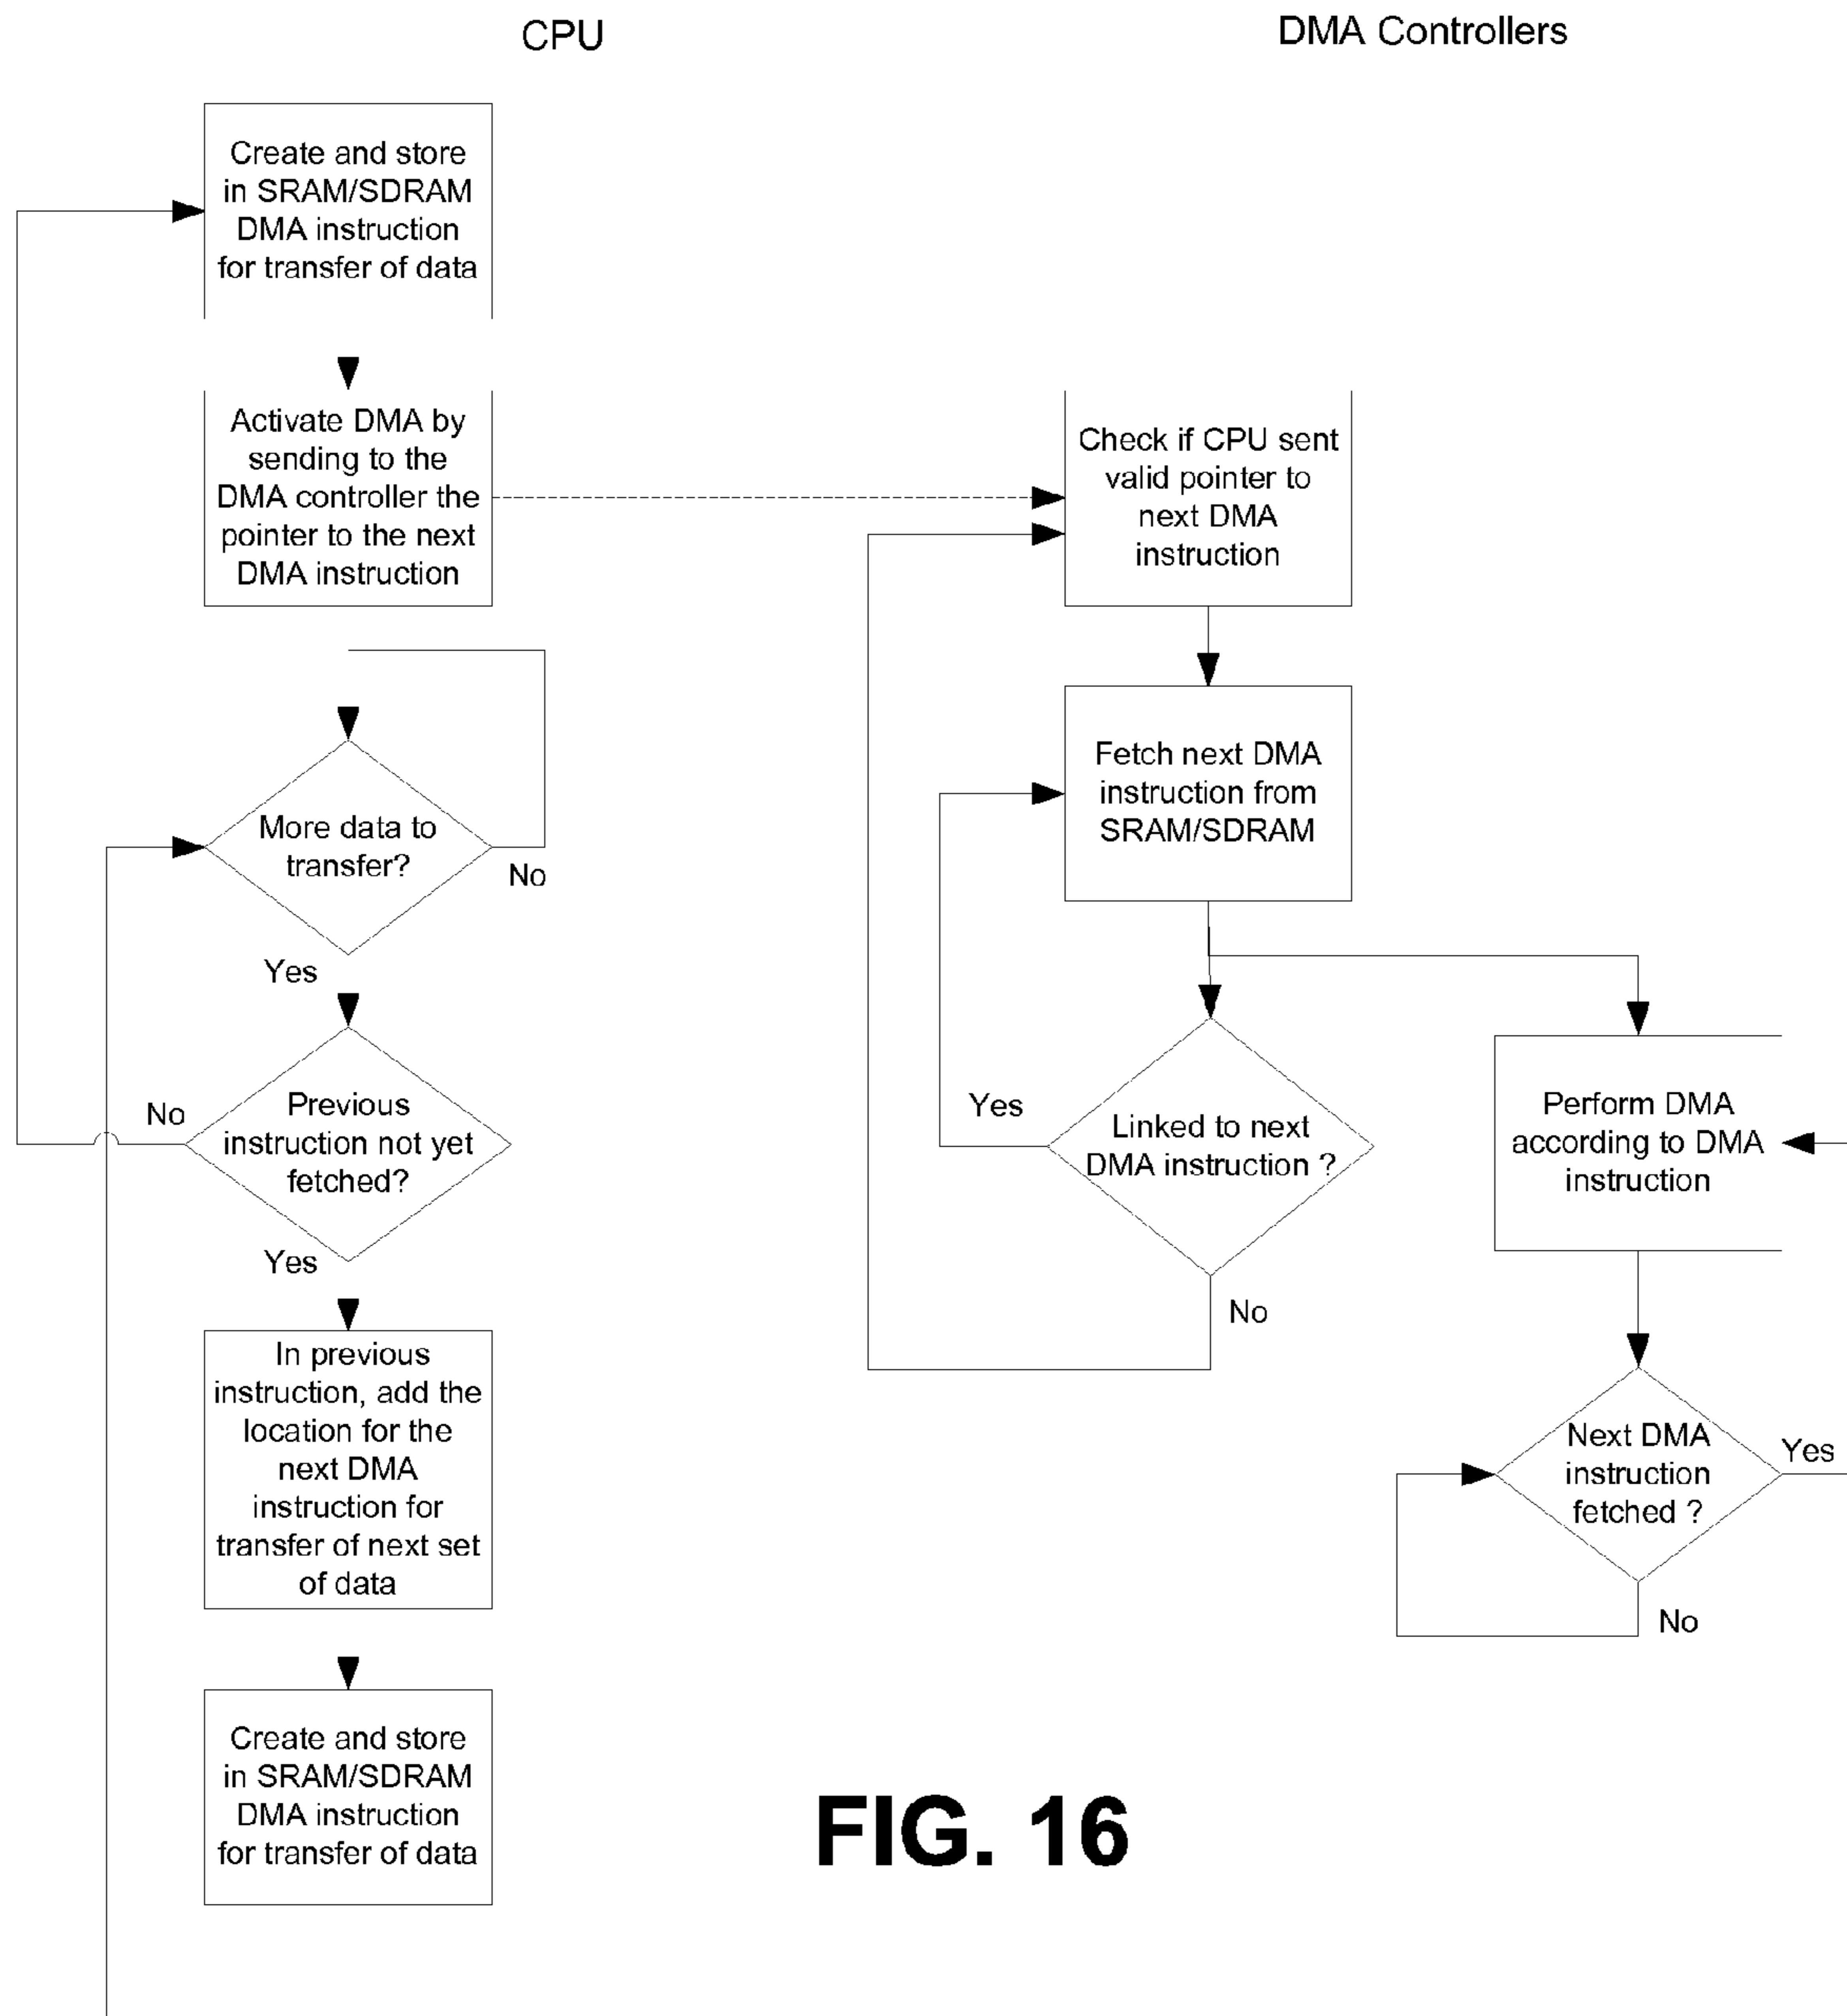 CPU
DMA Controllers
Create and store
in SRAM/SDRAM
DMA instruction
for transfer of data
Activate DMA by
sending to the
DMA controller the
pointer to the next
DMA instruction
Check if CPU sent
valid pointer to
next DMA
instruction
More data to
transfer?
No
Yes
Fetch next DMA
instruction from
SRAM/SDRAM
Previous
instruction not yet
fetched?
No
Yes
Linked to next
DMA instruction ?
Yes
No
Perform DMA
according to DMA
instruction
In previous
instruction, add the
location for the
next DMA
instruction for
transfer of next set
of data
Next DMA
instruction
fetched ?
Yes
No
Create and store
in SRAM/SDRAM
DMA instruction
for transfer of data
FIG. 16